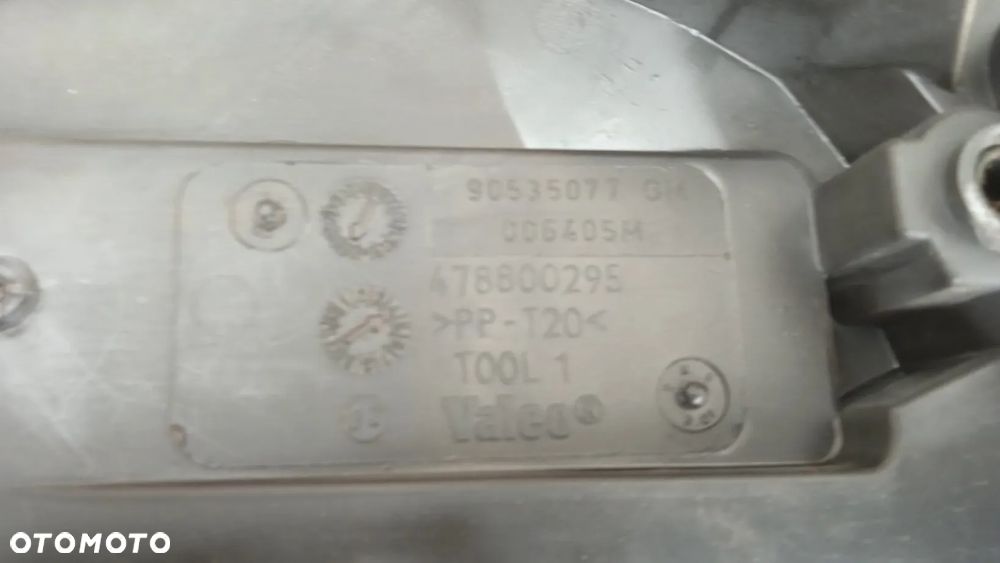 90535077 GM
006405M
478800295
>PP-T20<
TOOL 1
Valeo®
OTOMOTO